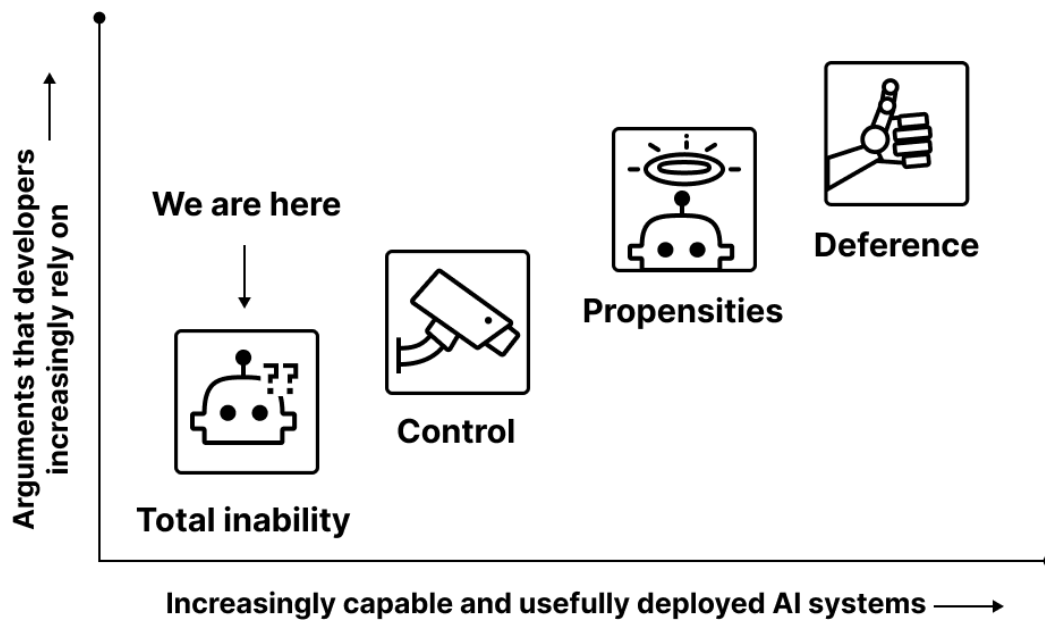 Arguments that developers
increasingly rely on
We are here
??
Total inability
Control
Propensities
Deference
Increasingly capable and usefully deployed AI systems